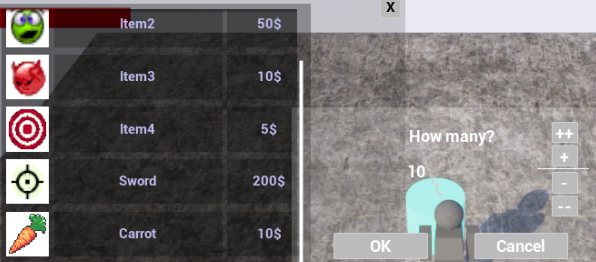 X
Item2 50$
Item3 10$
Item4 5$
Sword 200$
Carrot 10$
How many?
10
++
+
-
--
OK Cancel